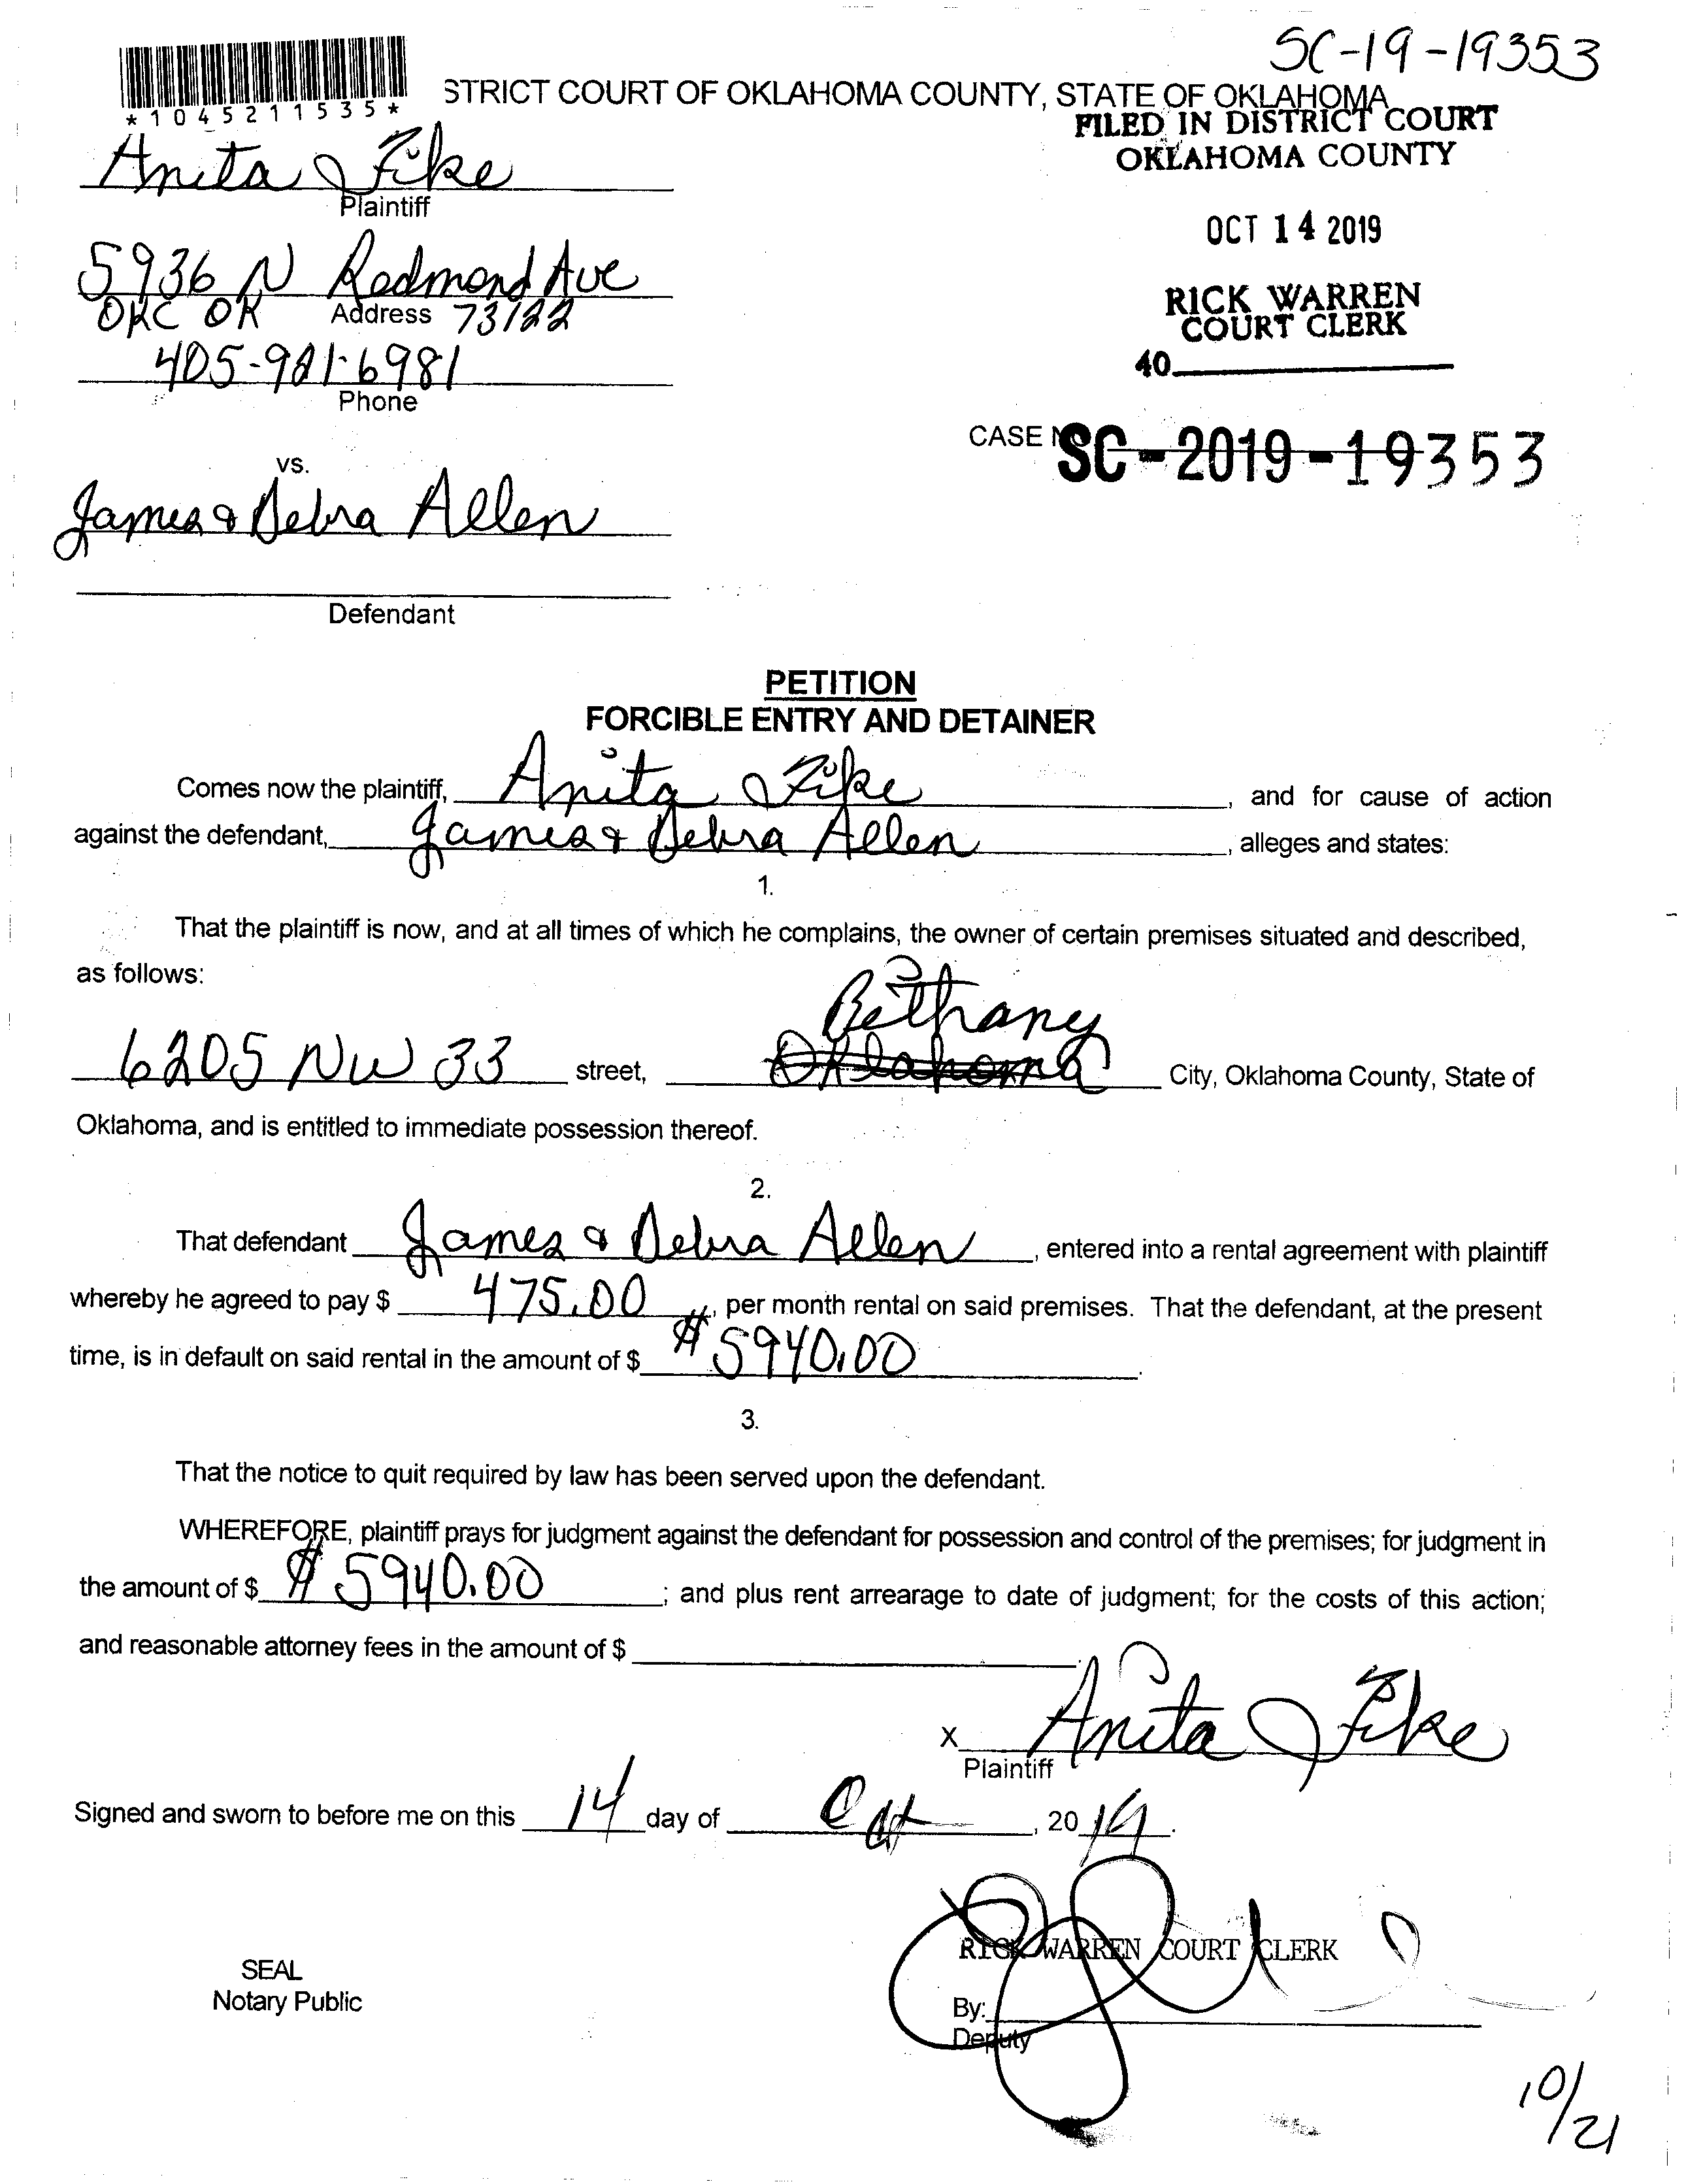 SC-19-19353
*1045211535*
STRICT COURT OF OKLAHOMA COUNTY, STATE OF OKLAHOMA
FILED IN DISTRICT COURT
OKLAHOMA COUNTY
Anita Fike
Plaintiff
OCT 14 2019
5936 N Redmond Ave
OKC OK Address 73122
RICK WARREN
COURT CLERK
405-981-6981
Phone
40
CASE N SC-2019-19353
vs.
James & Debra Allen
Defendant
PETITION
FORCIBLE ENTRY AND DETAINER
Comes now the plaintiff, Anita Fike, and for cause of action
against the defendant, James & Debra Allen, alleges and states:
1.
That the plaintiff is now, and at all times of which he complains, the owner of certain premises situated and described,
as follows:
Bethany
6205 NW 33 street, Oklahoma City, Oklahoma County, State of
Oklahoma, and is entitled to immediate possession thereof.
2.
That defendant James & Debra Allen, entered into a rental agreement with plaintiff
whereby he agreed to pay $ 475.00, per month rental on said premises. That the defendant, at the present
time, is in default on said rental in the amount of $ $5940.00.
3.
That the notice to quit required by law has been served upon the defendant.
WHEREFORE, plaintiff prays for judgment against the defendant for possession and control of the premises; for judgment in
the amount of $ $5940.00; and plus rent arrearage to date of judgment; for the costs of this action;
and reasonable attorney fees in the amount of $
X Anita Fike
Plaintiff
Signed and sworn to before me on this 14 day of Oct, 2019.
RICK WARREN COURT CLERK
SEAL
Notary Public
By:
Deputy
10/21